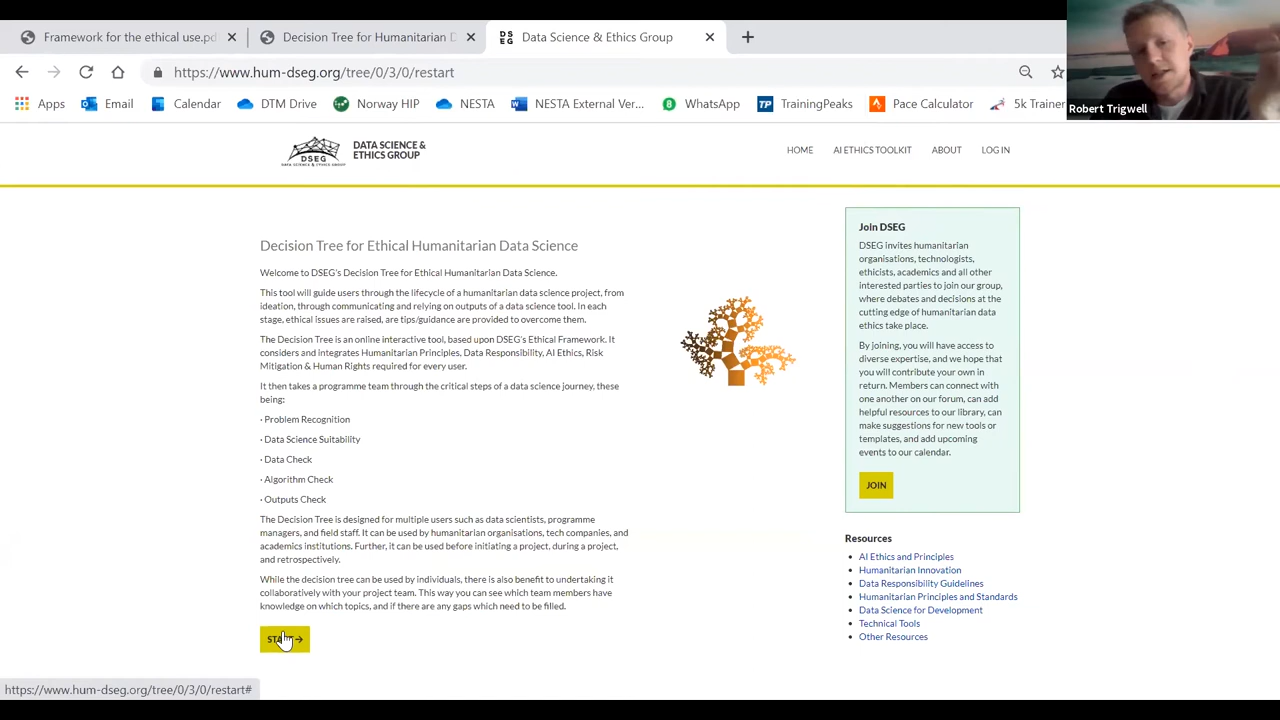 Framework for the ethical use.pd
Decision Tree for Humanitarian D
DS
EG
Data Science & Ethics Group
https://www.hum-dseg.org/tree/0/3/0/restart
Apps
Email
Calendar
DTM Drive
Norway HIP
NESTA
NESTA External Ver...
WhatsApp
TrainingPeaks
Pace Calculator
5k Trainer
Robert Trigwell
DSEG
DATA SCIENCE & ETHICS GROUP
DATA SCIENCE &
ETHICS GROUP
HOME
AI ETHICS TOOLKIT
ABOUT
LOG IN
Decision Tree for Ethical Humanitarian Data Science
Welcome to DSEG's Decision Tree for Ethical Humanitarian Data Science.
This tool will guide users through the lifecycle of a humanitarian data science project, from
ideation, through communicating and relying on outputs of a data science tool. In each
stage, ethical issues are raised, are tips/guidance are provided to overcome them.
The Decision Tree is an online interactive tool, based upon DSEG's Ethical Framework. It
considers and integrates Humanitarian Principles, Data Responsibility, AI Ethics, Risk
Mitigation & Human Rights required for every user.
It then takes a programme team through the critical steps of a data science journey, these
being:
· Problem Recognition
· Data Science Suitability
· Data Check
· Algorithm Check
· Outputs Check
The Decision Tree is designed for multiple users such as data scientists, programme
managers, and field staff. It can be used by humanitarian organisations, tech companies, and
academics institutions. Further, it can be used before initiating a project, during a project,
and retrospectively.
While the decision tree can be used by individuals, there is also benefit to undertaking it
collaboratively with your project team. This way you can see which team members have
knowledge on which topics, and if there are any gaps which need to be filled.
Join DSEG
DSEG invites humanitarian
organisations, technologists,
ethicists, academics and all other
interested parties to join our group,
where debates and decisions at the
cutting edge of humanitarian data
ethics take place.
By joining, you will have access to
diverse expertise, and we hope that
you will contribute your own in
return. Members can connect with
one another on our forum, can add
helpful resources to our library, can
make suggestions for new tools or
templates, and add upcoming
events to our calendar.
JOIN
Resources
AI Ethics and Principles
Humanitarian Innovation
Data Responsibility Guidelines
Humanitarian Principles and Standards
Data Science for Development
Technical Tools
Other Resources
https://www.hum-dseg.org/tree/0/3/0/restart#